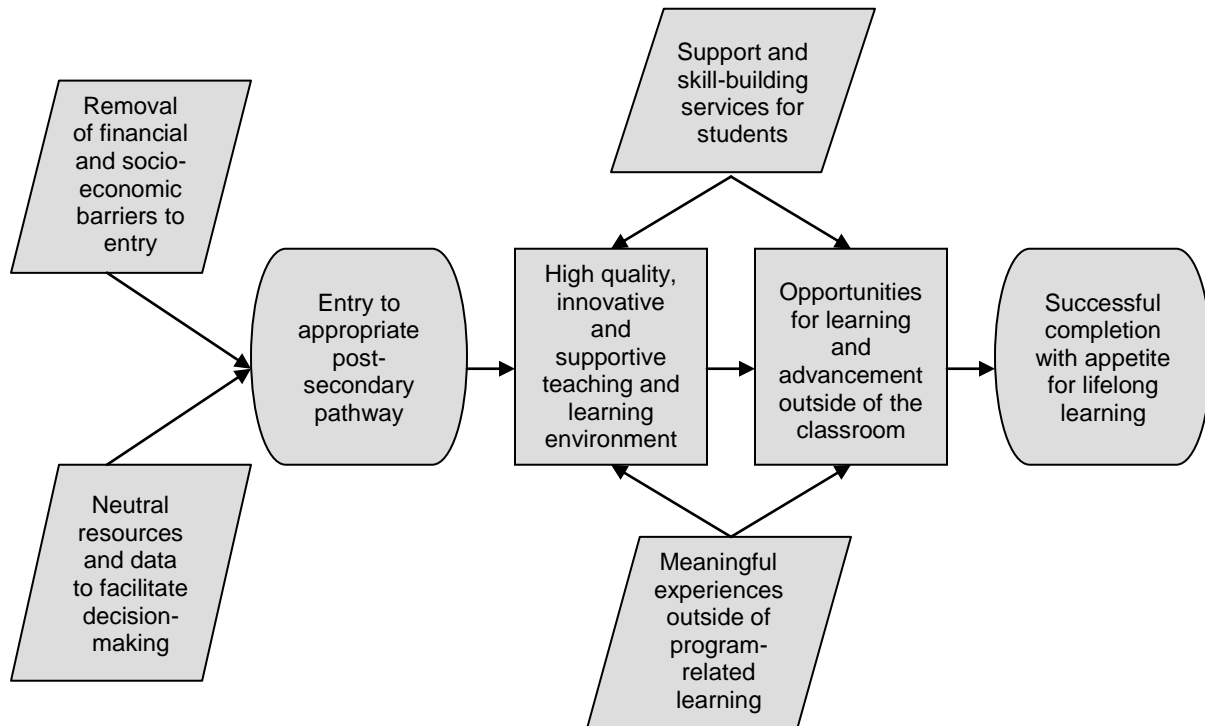 Removal
of financial
and socio-
economic
barriers to
entry
Support and
skill-building
services for
students
Entry to
appropriate
post-
secondary
pathway
High quality,
innovative
and
supportive
teaching and
learning
environment
Opportunities
for learning
and
advancement
outside of the
classroom
Successful
completion
with appetite
for lifelong
learning
Neutral
resources
and data
to facilitate
decision-
making
Meaningful
experiences
outside of
program-
related
learning